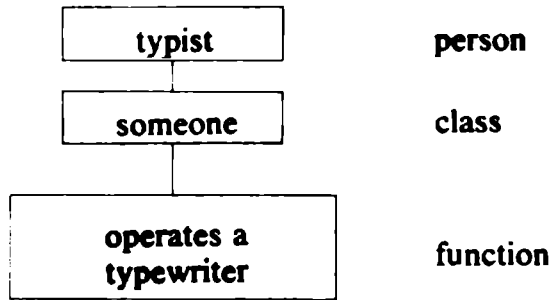 typist person
someone class
operates a
typewriter
function